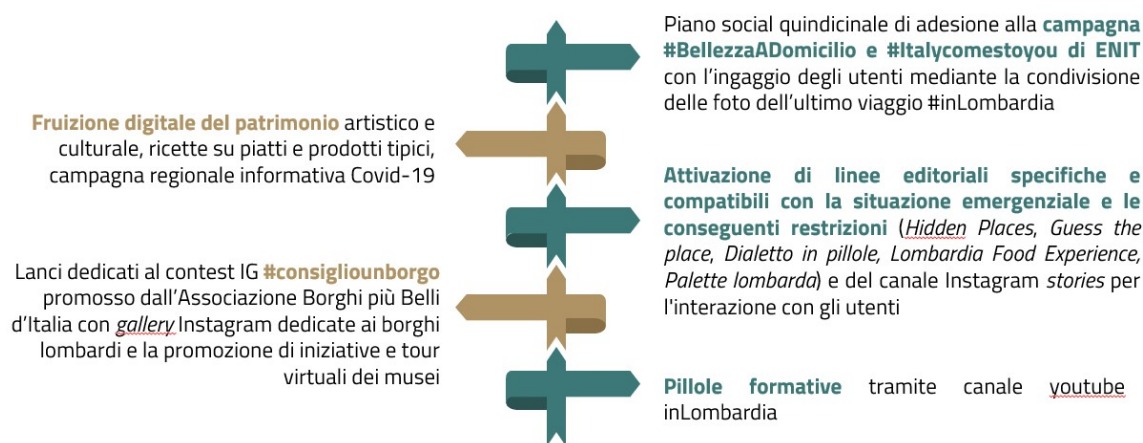 Piano social quindicinale di adesione alla campagna
#BellezzaADomicilio e #Italycomestoyou di ENIT
con l’ingaggio degli utenti mediante la condivisione
delle foto dell’ultimo viaggio #inLombardia
Fruizione digitale del patrimonio artistico e
culturale, ricette su piatti e prodotti tipici,
campagna regionale informativa Covid-19
Attivazione di linee editoriali specifiche e
compatibili con la situazione emergenziale e le
conseguenti restrizioni (Hidden Places, Guess the
place, Dialetto in pillole, Lombardia Food Experience,
Palette lombarda) e del canale Instagram stories per
l'interazione con gli utenti
Lanci dedicati al contest IG #consigliounborgo
promosso dall’Associazione Borghi più Belli
d’Italia con gallery Instagram dedicate ai borghi
lombardi e la promozione di iniziative e tour
virtuali dei musei
Pillole formative tramite canale youtube
inLombardia